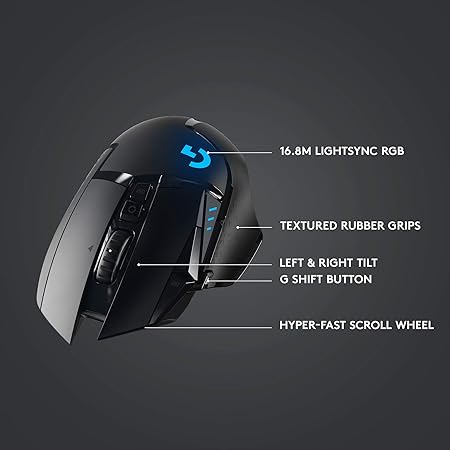 16.8M LIGHTSYNC RGB
TEXTURED RUBBER GRIPS
LEFT & RIGHT TILT
G SHIFT BUTTON
HYPER-FAST SCROLL WHEEL